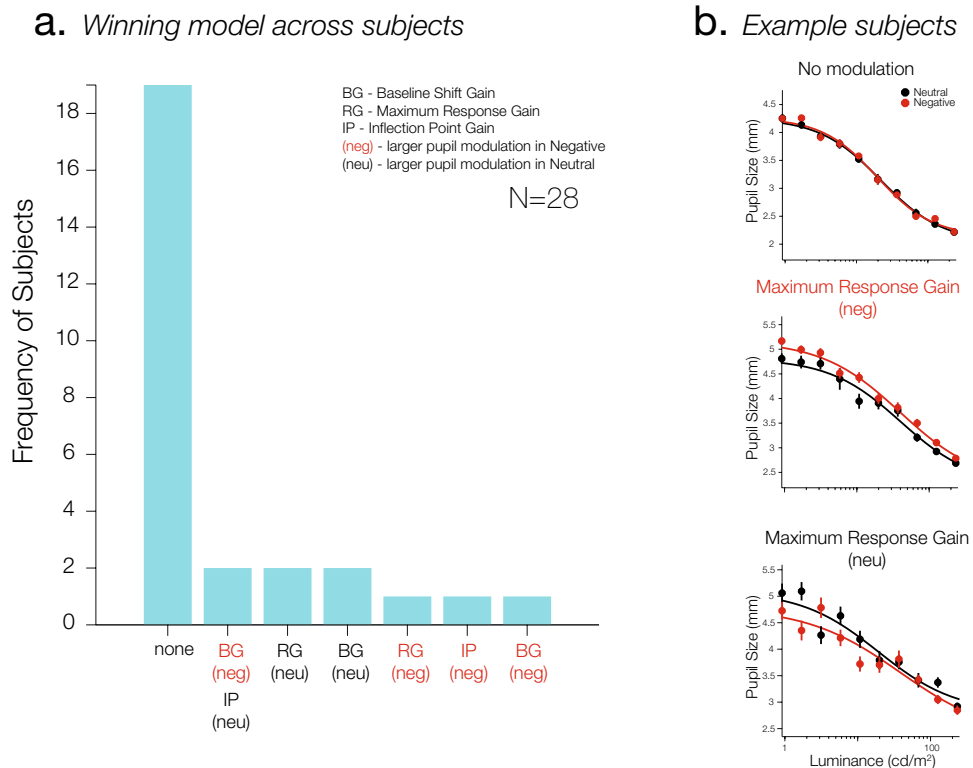 a. Winning model across subjects
Frequency of Subjects
18
16
14
12
10
8
6
4
2
0
BG - Baseline Shift Gain
RG - Maximum Response Gain
IP - Inflection Point Gain
(neg) - larger pupil modulation in Negative
(neu) - larger pupil modulation in Neutral
N=28
none
BG
(neg)
IP
(neu)
RG
(neu)
BG
(neu)
RG
(neg)
IP
(neg)
BG
(neg)
b. Example subjects
No modulation
Neutral
Negative
Pupil Size (mm)
4.5
4
3.5
3
2.5
2
Maximum Response Gain
(neg)
Pupil Size (mm)
5.5
5
4.5
4
3.5
3
2.5
Maximum Response Gain
(neu)
Pupil Size (mm)
5.5
5
4.5
4
3.5
3
2.5
1
100
Luminance (cd/m²)